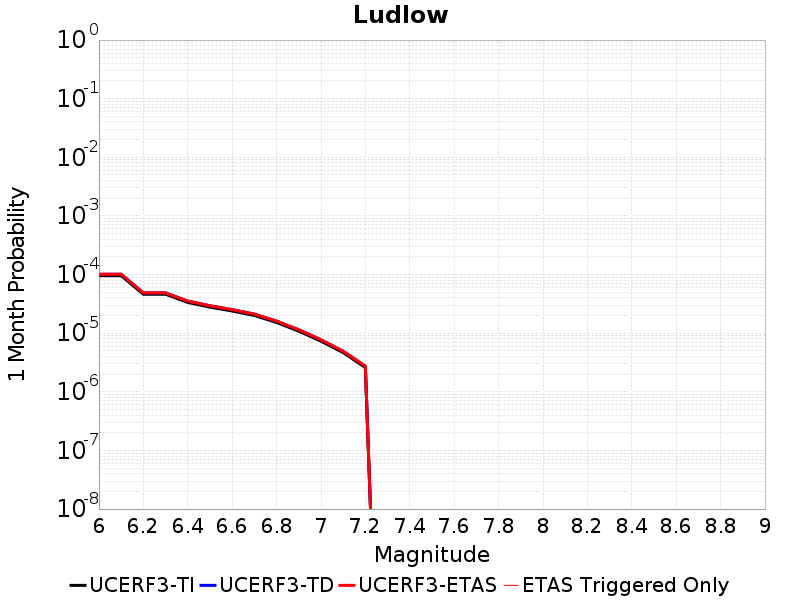 Ludlow
1 Month Probability
10^0
10^-1
10^-2
10^-3
10^-4
10^-5
10^-6
10^-7
10^-8
6 6.2 6.4 6.6 6.8 7 7.2 7.4 7.6 7.8 8 8.2 8.4 8.6 8.8 9
Magnitude
UCERF3-TI UCERF3-TD UCERF3-ETAS ETAS Triggered Only